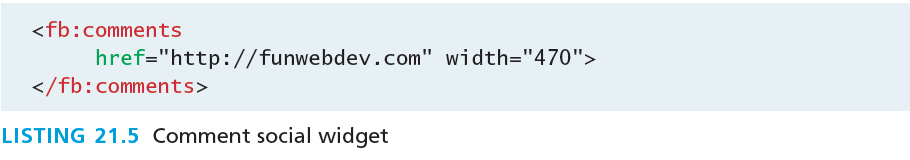 <fb:comments
href="http://funwebdev.com" width="470">
</fb:comments>
LISTING 21.5 Comment social widget